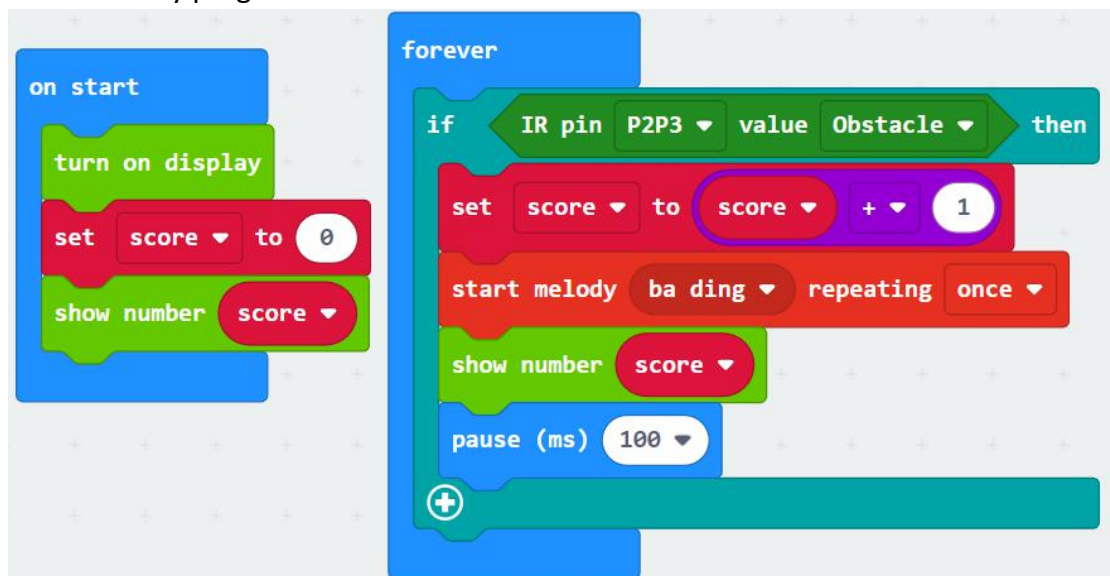 on start
turn on display
set score to 0
show number score
forever
if IR pin P2P3 value Obstacle then
set score to score + 1
start melody ba ding repeating once
show number score
pause (ms) 100